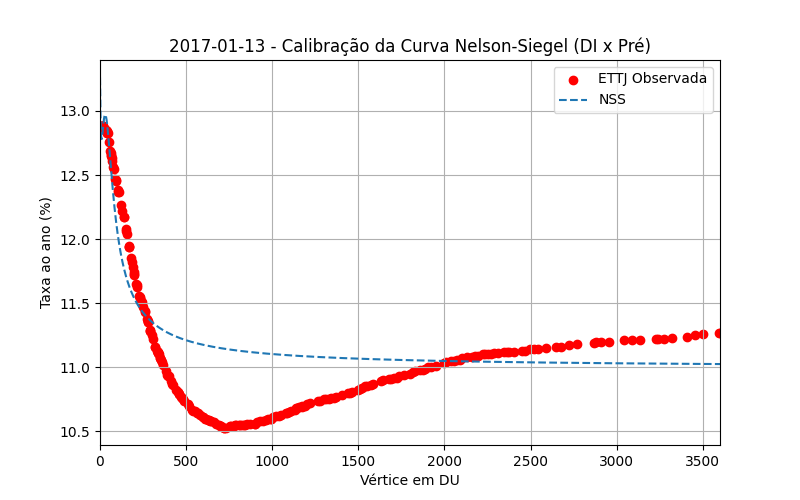 2017-01-13 - Calibração da Curva Nelson-Siegel (DI x Pré)
ETTJ Observada
NSS
Taxa ao ano (%)
13.0
12.5
12.0
11.5
11.0
10.5
0 500 1000 1500 2000 2500 3000 3500
Vértice em DU